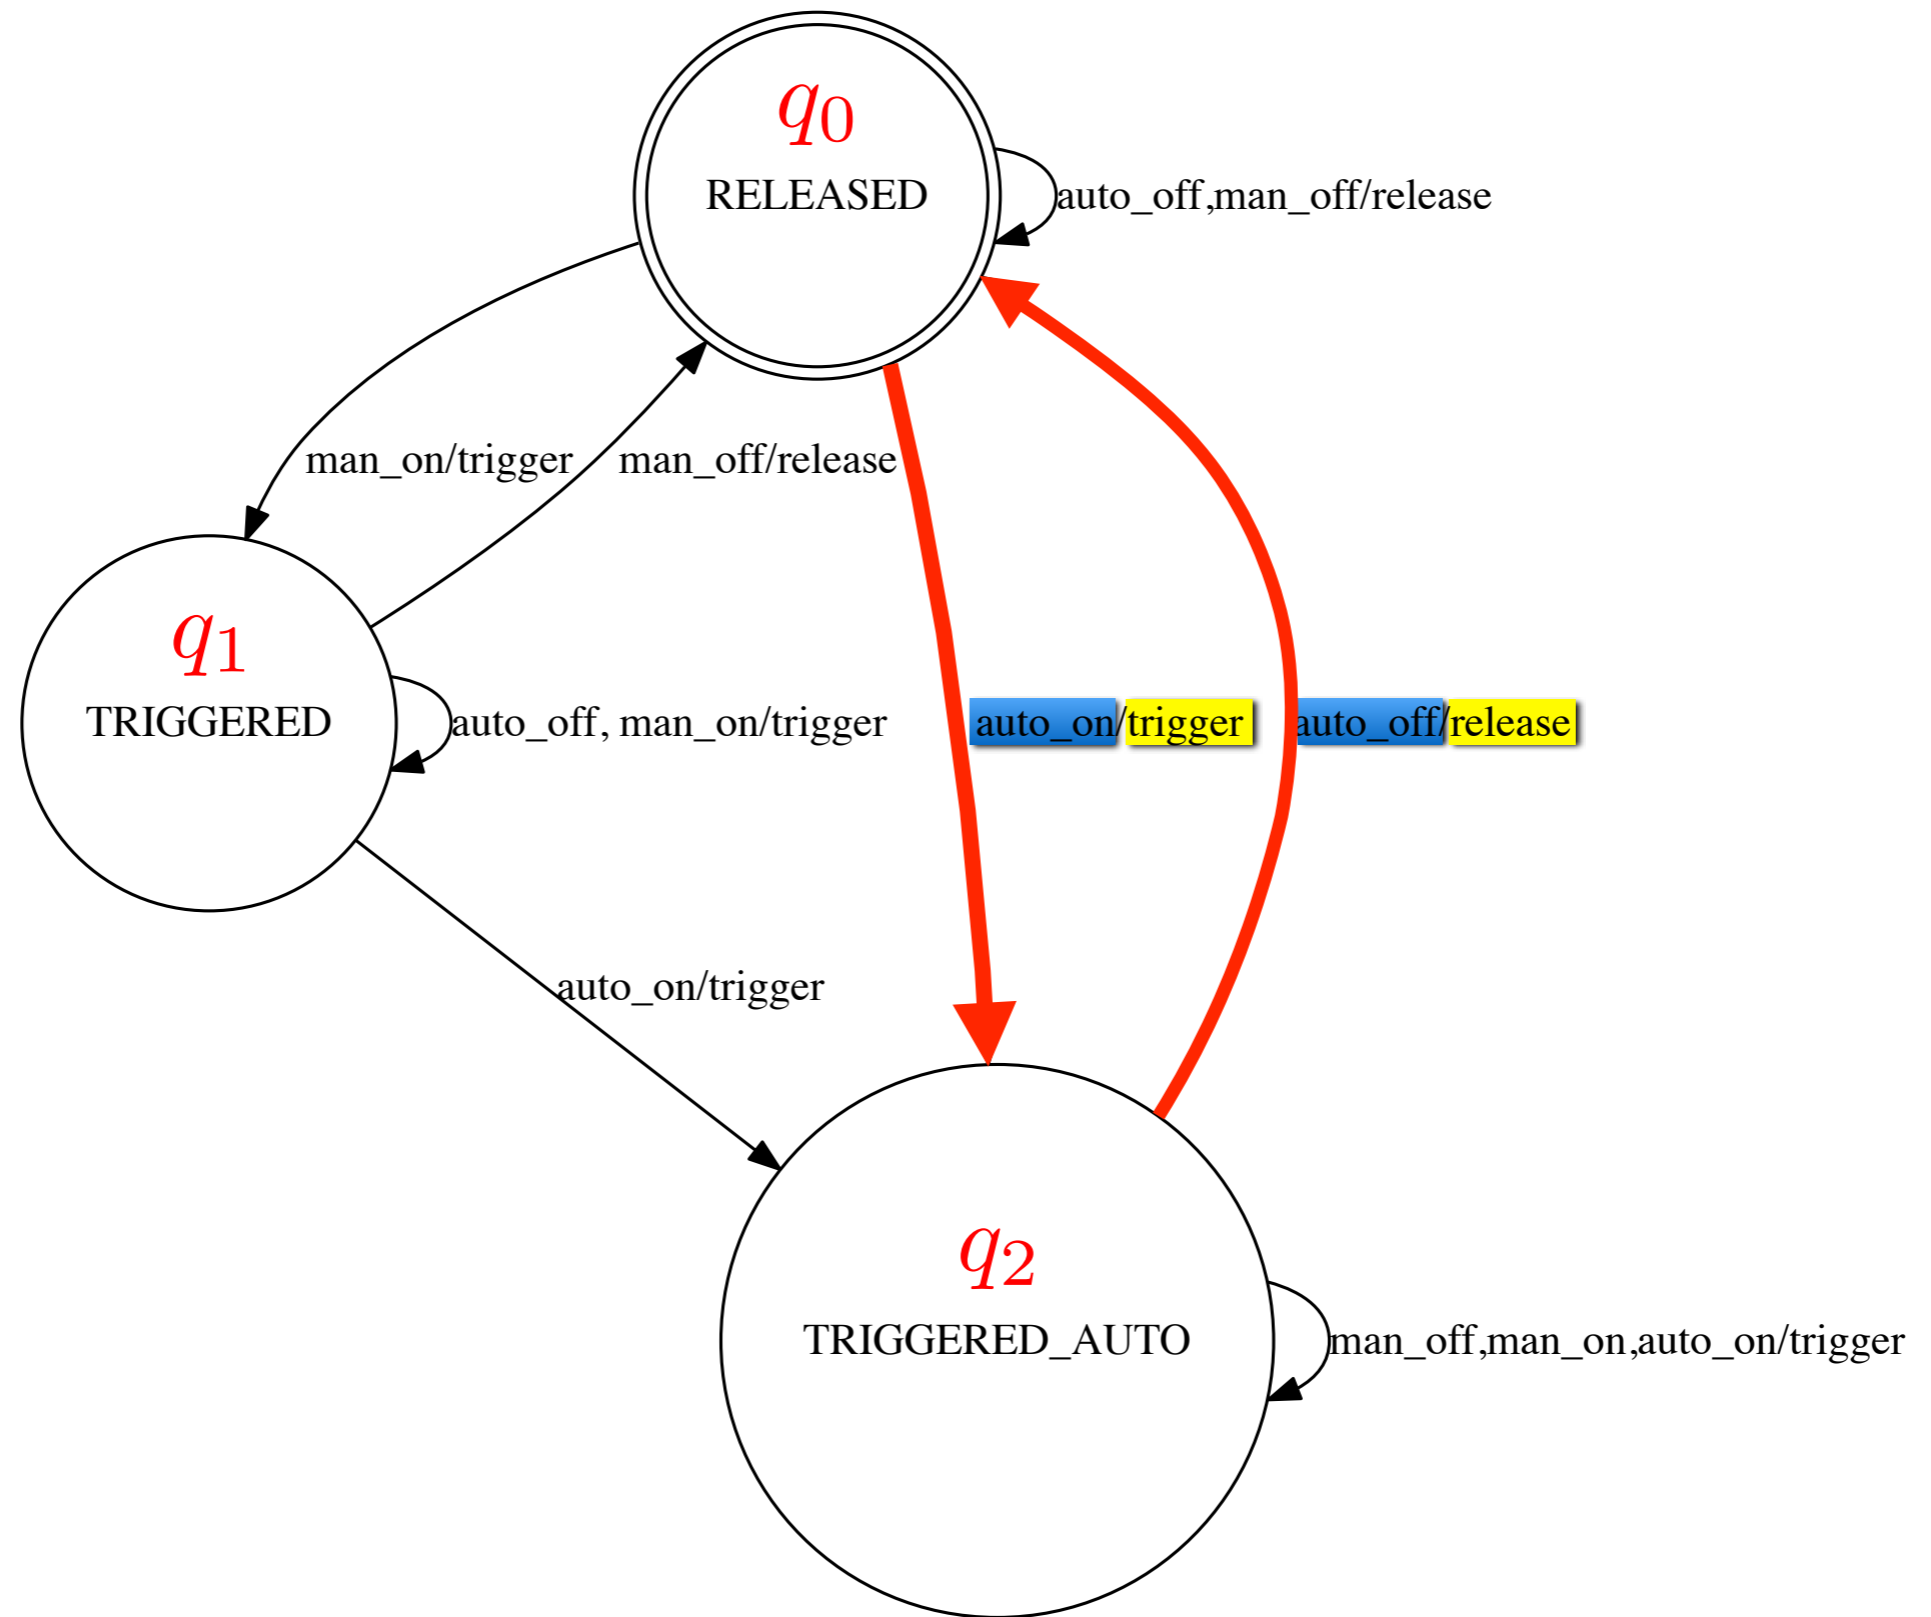 q0
RELEASED
auto_off,man_off/release
man_on/trigger
man_off/release
q1
TRIGGERED
auto_off, man_on/trigger
auto_on/trigger
auto_off/release
auto_on/trigger
q2
TRIGGERED_AUTO
man_off,man_on,auto_on/trigger